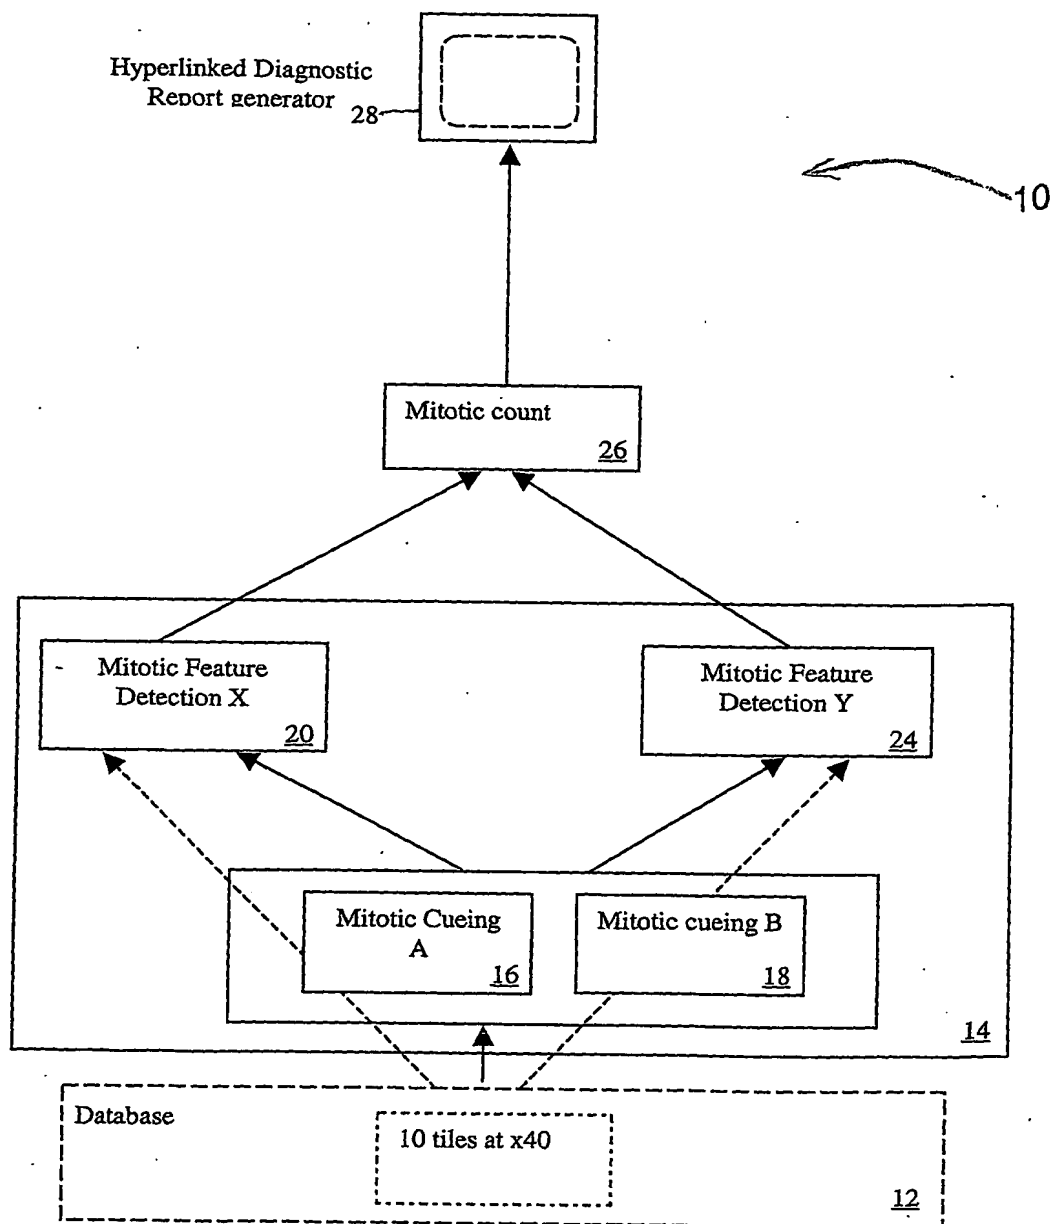 Hyperlinked Diagnostic
Report generator
28
10
Mitotic count
26
Mitotic Feature
Detection X
20
Mitotic Feature
Detection Y
24
Mitotic Cueing
A
16
Mitotic cueing B
18
14
Database
10 tiles at x40
12